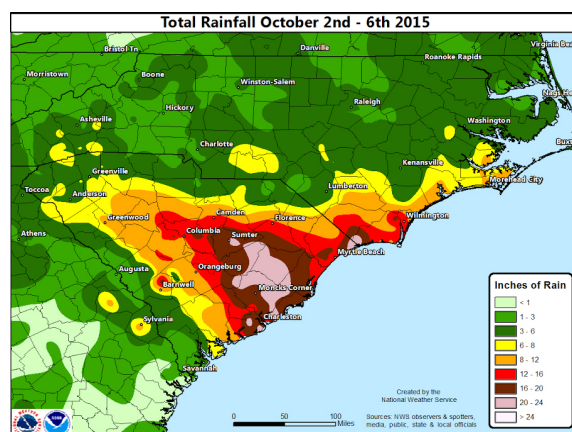 Total Rainfall October 2nd - 6th 2015
Bristol Tn
Danville
Virginia Bea
Roanoke Rapids
Morristown
Boone
Winston-Salem
Nags He
Hickory
Raleigh
Asheville
Washington
Charlotte
Bux
Greenville
Kenansville
Toccoa
Anderson
Lumberton
Morehead City
Greenwood
Camden
Florence
Wilmington
Athens
Columbia
Sumter
Myrtle Beach
Augusta
Orangeburg
Barnwell
Moncks Corner
Sylvania
Charleston
Savannah
Inches of Rain
< 1
1 - 3
3 - 6
6 - 8
8 - 12
12 - 16
16 - 20
20 - 24
> 24
Created by the
National Weather Service
0 50 100
Miles
Sources: NWS observers & spotters,
media, public, state & local officials